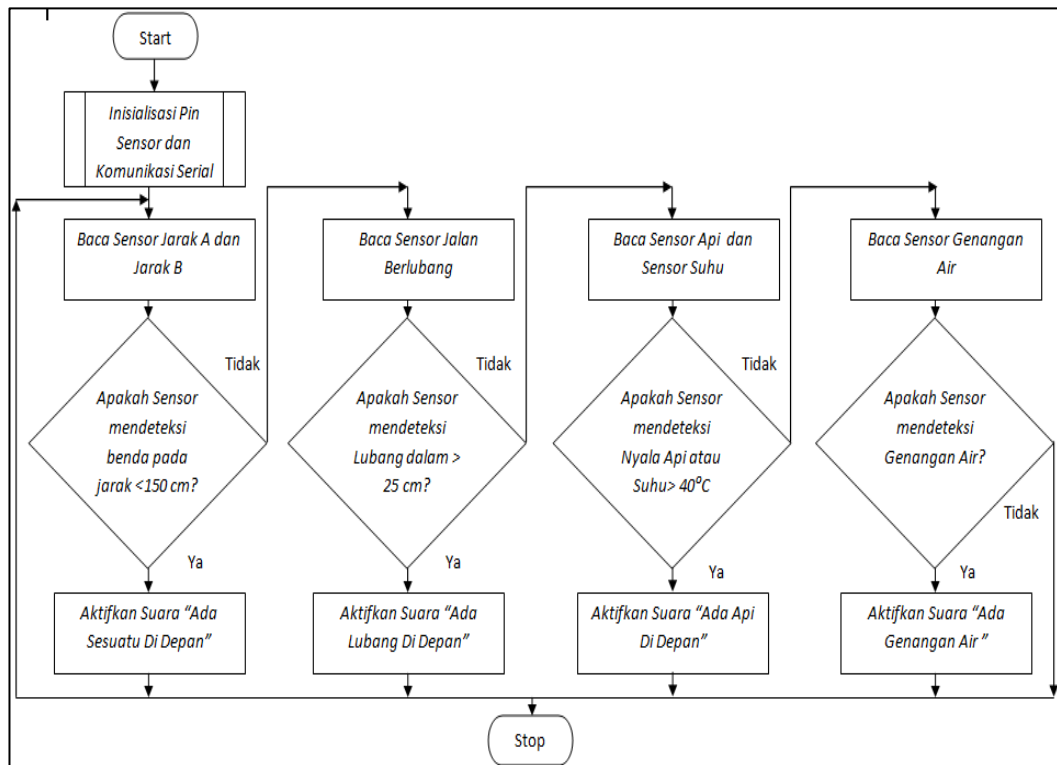 Start
Inisialisasi Pin
Sensor dan
Komunikasi Serial
Baca Sensor Jarak A dan
Jarak B
Tidak
Apakah Sensor
mendeteksi
benda pada
jarak <150 cm?
Ya
Aktifkan Suara “Ada
Sesuatu Di Depan”
Baca Sensor Jalan
Berlubang
Tidak
Apakah Sensor
mendeteksi
Lubang dalam >
25 cm?
Ya
Aktifkan Suara “Ada
Lubang Di Depan”
Baca Sensor Api dan
Sensor Suhu
Tidak
Apakah Sensor
mendeteksi
Nyala Api atau
Suhu> 40⁰C
Ya
Aktifkan Suara “Ada Api
Di Depan”
Baca Sensor Genangan
Air
Apakah Sensor
mendeteksi
Genangan Air?
Tidak
Ya
Aktifkan Suara “Ada
Genangan Air ”
Stop